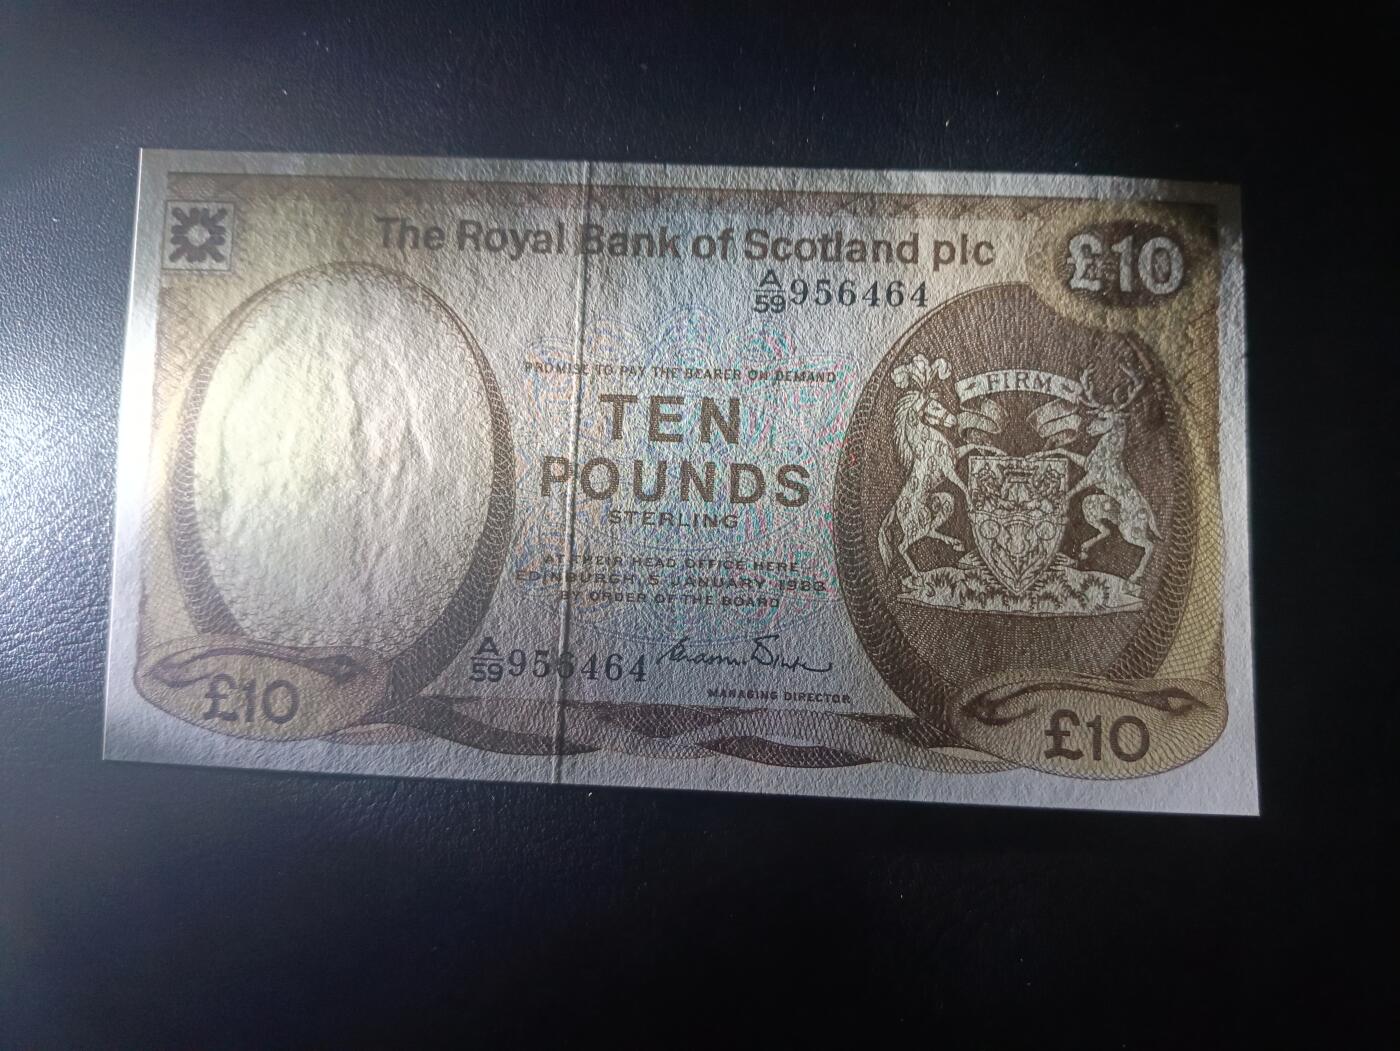 The Royal Bank of Scotland plc
£10
A/59 956464
PROMISE TO PAY THE BEARER ON DEMAND
FIRM
TEN
POUNDS
STERLING
AT THEIR HEAD OFFICE HERE
EDINBURGH, 5 JANUARY, 1983
BY ORDER OF THE BOARD
A/59 956464
MANAGING DIRECTOR
£10
£10